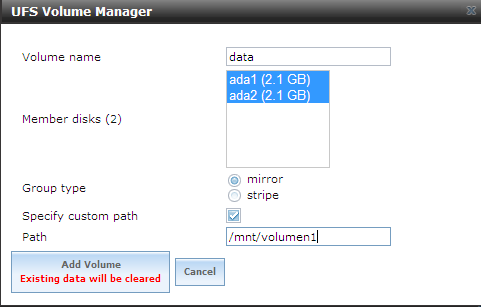 UFS Volume Manager
Volume name data
ada1 (2.1 GB)
ada2 (2.1 GB)
Member disks (2)
Group type
mirror
stripe
Specify custom path
Path /mnt/volumen1
Add Volume
Existing data will be cleared
Cancel